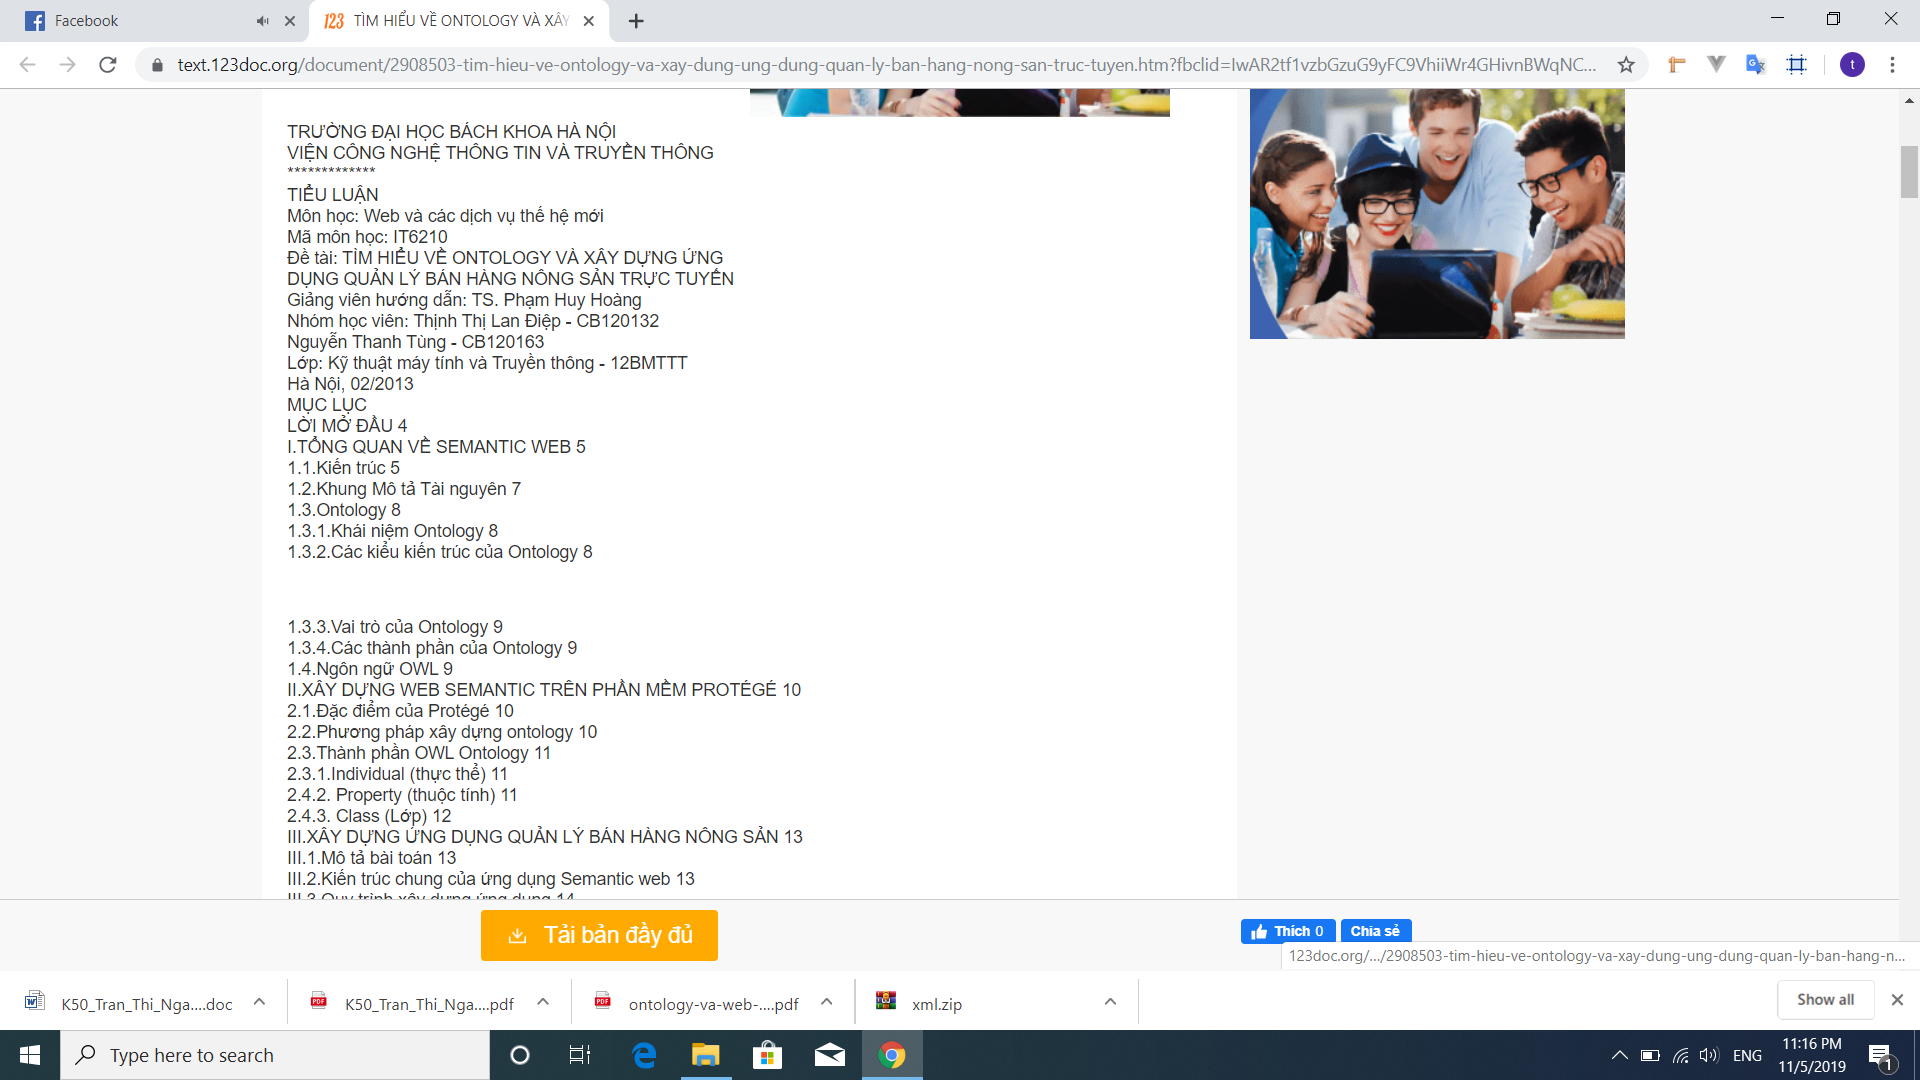 Facebook
123 TÌM HIỂU VỀ ONTOLOGY VÀ XÂY
text.123doc.org/document/2908503-tim-hieu-ve-ontology-va-xay-dung-ung-dung-quan-ly-ban-hang-nong-san-truc-tuyen.htm?fbclid=IwAR2tf1vzbGzuG9yFC9VhiiWr4GHivnBWqNC...
t
TRƯỜNG ĐẠI HỌC BÁCH KHOA HÀ NỘI
VIỆN CÔNG NGHỆ THÔNG TIN VÀ TRUYỀN THÔNG
*************
TIỂU LUẬN
Môn học: Web và các dịch vụ thế hệ mới
Mã môn học: IT6210
Đề tài: TÌM HIỂU VỀ ONTOLOGY VÀ XÂY DỰNG ỨNG
DỤNG QUẢN LÝ BÁN HÀNG NÔNG SẢN TRỰC TUYẾN
Giảng viên hướng dẫn: TS. Phạm Huy Hoàng
Nhóm học viên: Thịnh Thị Lan Điệp - CB120132
Nguyễn Thanh Tùng - CB120163
Lớp: Kỹ thuật máy tính và Truyền thông - 12BMTTT
Hà Nội, 02/2013
MỤC LỤC
LỜI MỞ ĐẦU 4
I.TỔNG QUAN VỀ SEMANTIC WEB 5
1.1.Kiến trúc 5
1.2.Khung Mô tả Tài nguyên 7
1.3.Ontology 8
1.3.1.Khái niệm Ontology 8
1.3.2.Các kiểu kiến trúc của Ontology 8
1.3.3.Vai trò của Ontology 9
1.3.4.Các thành phần của Ontology 9
1.4.Ngôn ngữ OWL 9
II.XÂY DỰNG WEB SEMANTIC TRÊN PHẦN MỀM PROTÉGÉ 10
2.1.Đặc điểm của Protégé 10
2.2.Phương pháp xây dựng ontology 10
2.3.Thành phần OWL Ontology 11
2.3.1.Individual (thực thể) 11
2.4.2. Property (thuộc tính) 11
2.4.3. Class (Lớp) 12
III.XÂY DỰNG ỨNG DỤNG QUẢN LÝ BÁN HÀNG NÔNG SẢN 13
III.1.Mô tả bài toán 13
III.2.Kiến trúc chung của ứng dụng Semantic web 13
III.3.Quy trình xây dựng ứng dụng 14
Tải bản đầy đủ
Thích 0
Chia sẻ
123doc.org/.../2908503-tim-hieu-ve-ontology-va-xay-dung-ung-dung-quan-ly-ban-hang-n...
K50_Tran_Thi_Nga....doc
K50_Tran_Thi_Nga....pdf
ontology-va-web-....pdf
xml.zip
Show all
Type here to search
ENG
11:16 PM
11/5/2019
1